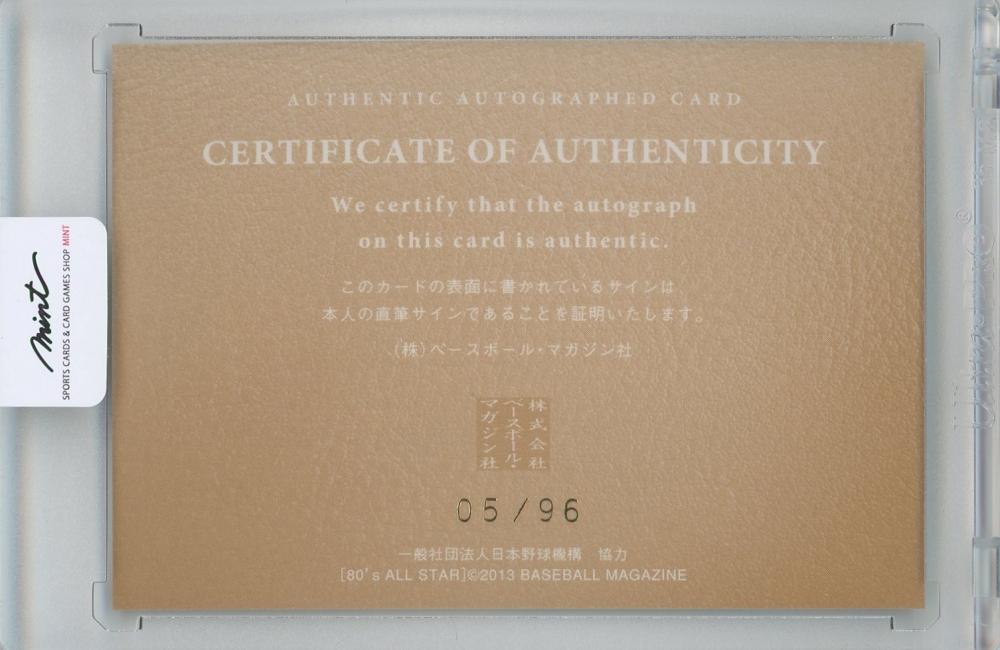 AUTHENTIC AUTOGRAPHED CARD
CERTIFICATE OF AUTHENTICITY
We certify that the autograph
on this card is authentic.
このカードの表面に書かれているサインは
本人の直筆サインであることを証明いたします。
(株)ベースボール・マガジン社
株式会社
ベースボール・
マガジン社
05/96
一般社団法人日本野球機構 協力
[80's ALL STAR]©2013 BASEBALL MAGAZINE
mint
SPORTS CARDS & CARD GAMES SHOP MINT